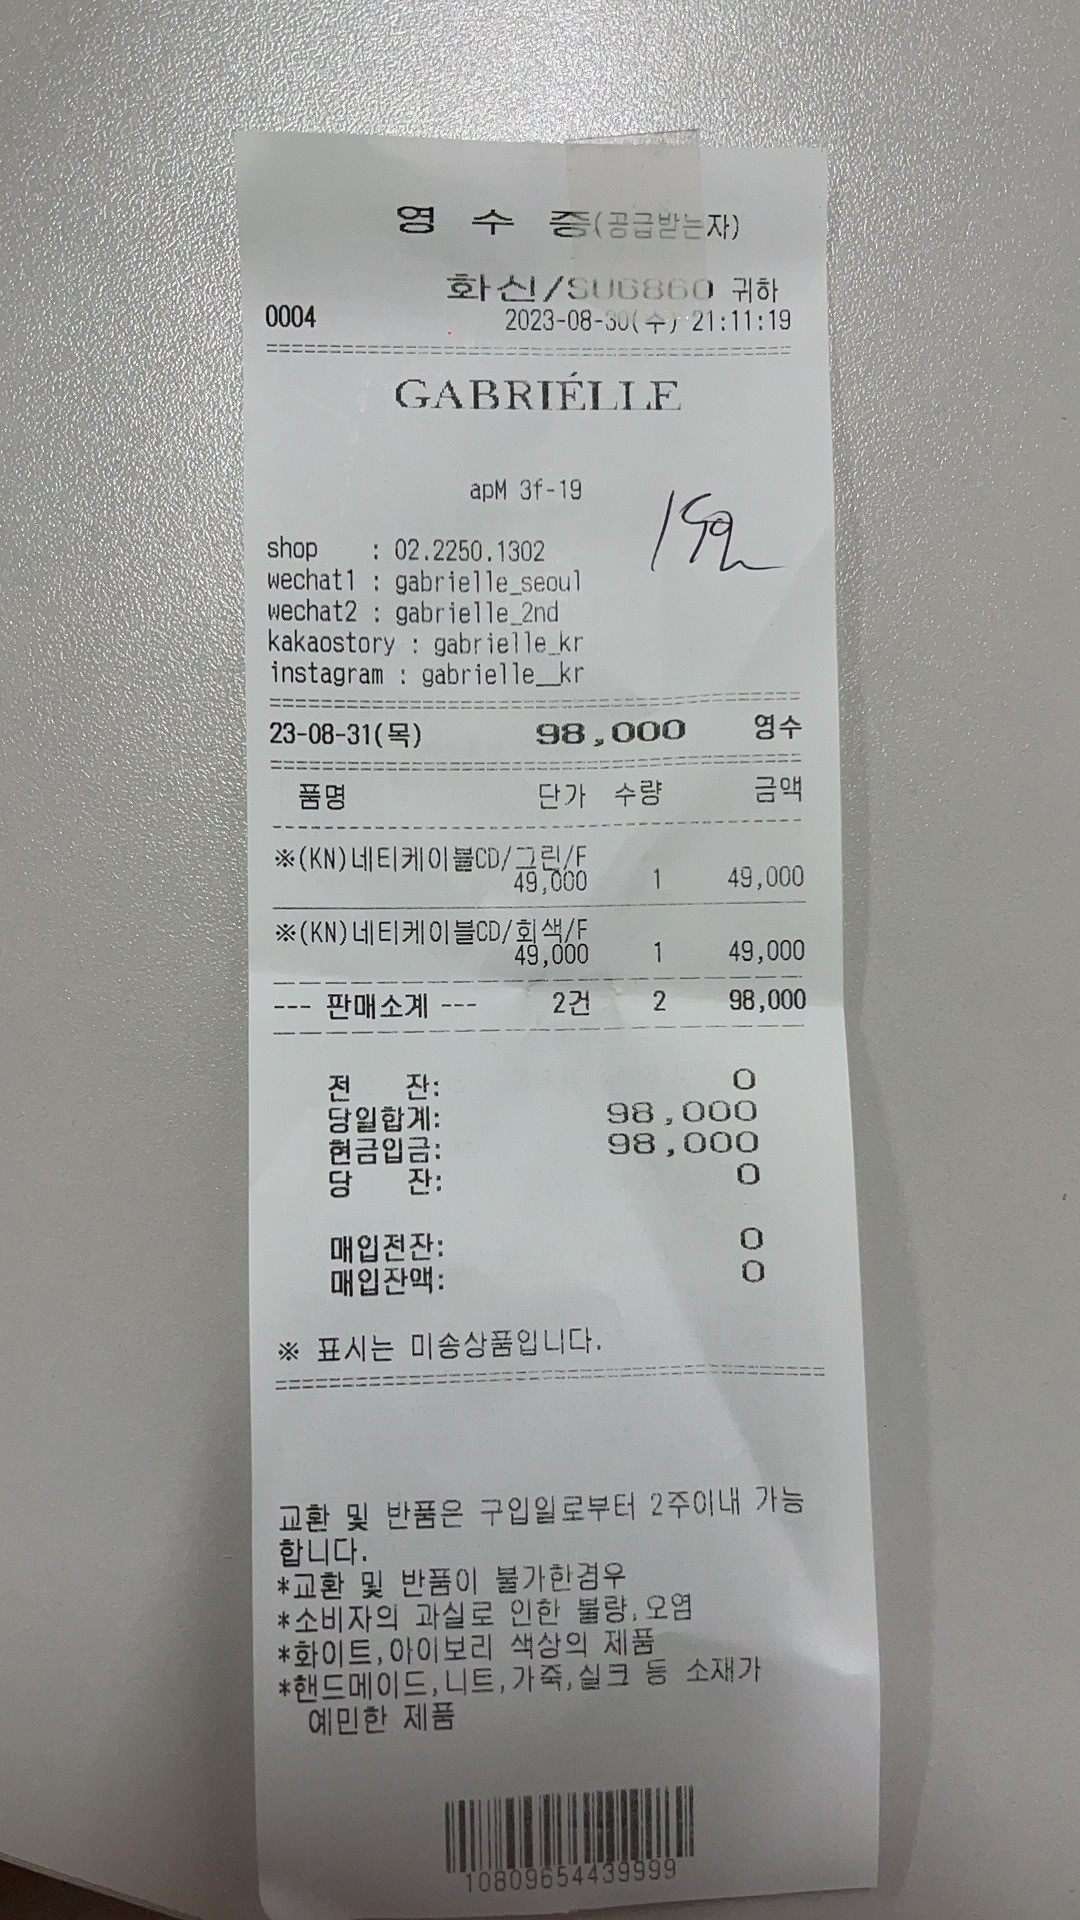 영 수 증(공급받는자)
화신/SU6860 귀하
0004 2023-08-30(수) 21:11:19
GABRIÉLLE
apM 3f-19
shop : 02.2250.1302
wechat1 : gabrielle_seoul
wechat2 : gabrielle_2nd
kakaostory : gabrielle_kr
instagram : gabrielle__kr
23-08-31(목) 98,000 영수
품명 단가 수량 금액
※(KN)네티케이블CD/그린/F
49,000 1 49,000
※(KN)네티케이블CD/회색/F
49,000 1 49,000
--- 판매소계 --- 2건 2 98,000
전 잔: 0
당일합계: 98,000
현금입금: 98,000
당 잔: 0
매입전잔: 0
매입잔액: 0
※ 표시는 미송상품입니다.
교환 및 반품은 구입일로부터 2주이내 가능
합니다.
*교환 및 반품이 불가한경우
*소비자의 과실로 인한 불량,오염
*화이트,아이보리 색상의 제품
*핸드메이드,니트,가죽,실크 등 소재가
예민한 제품
10809654439999